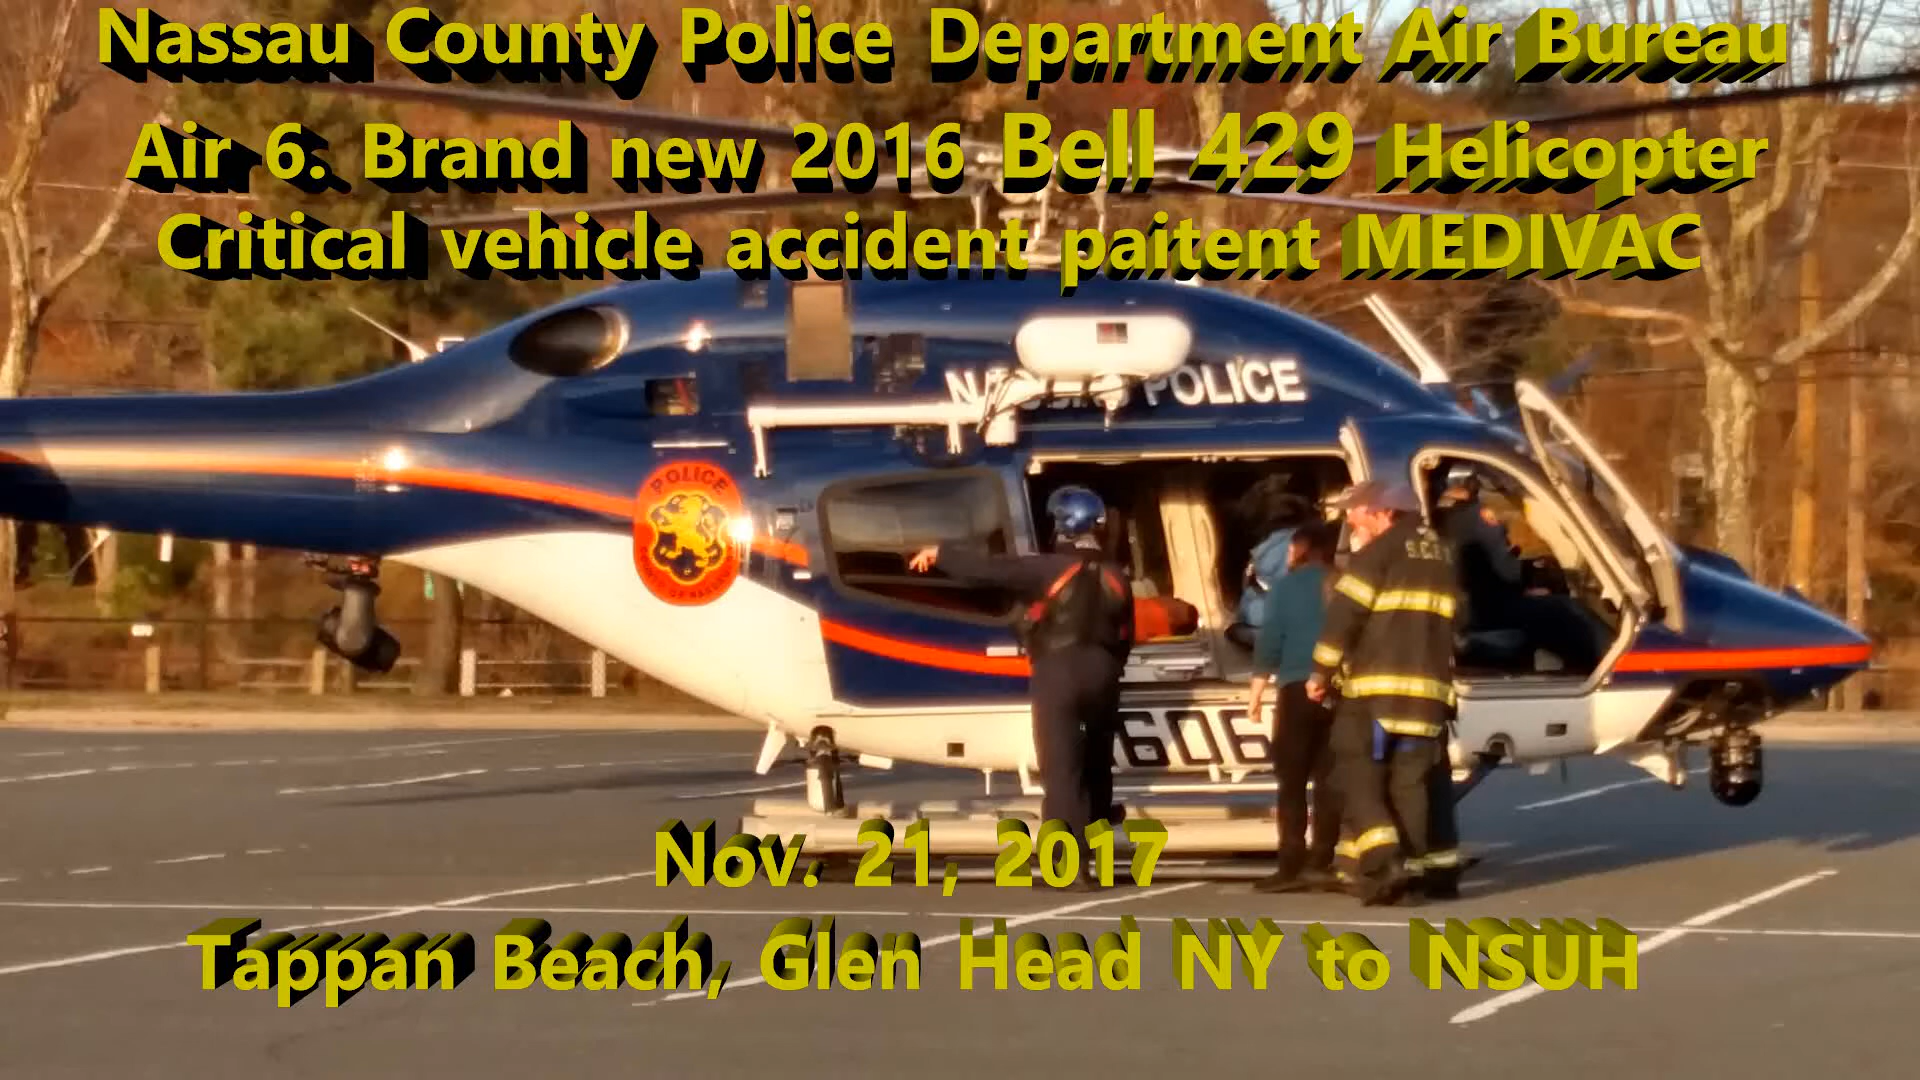 Nassau County Police Department Air Bureau
Air 6. Brand new 2016 Bell 429 Helicopter
Critical vehicle accident paitent MEDIVAC
POLICE
POLICE
606
Nov. 21, 2017
Tappan Beach, Glen Head NY to NSUH